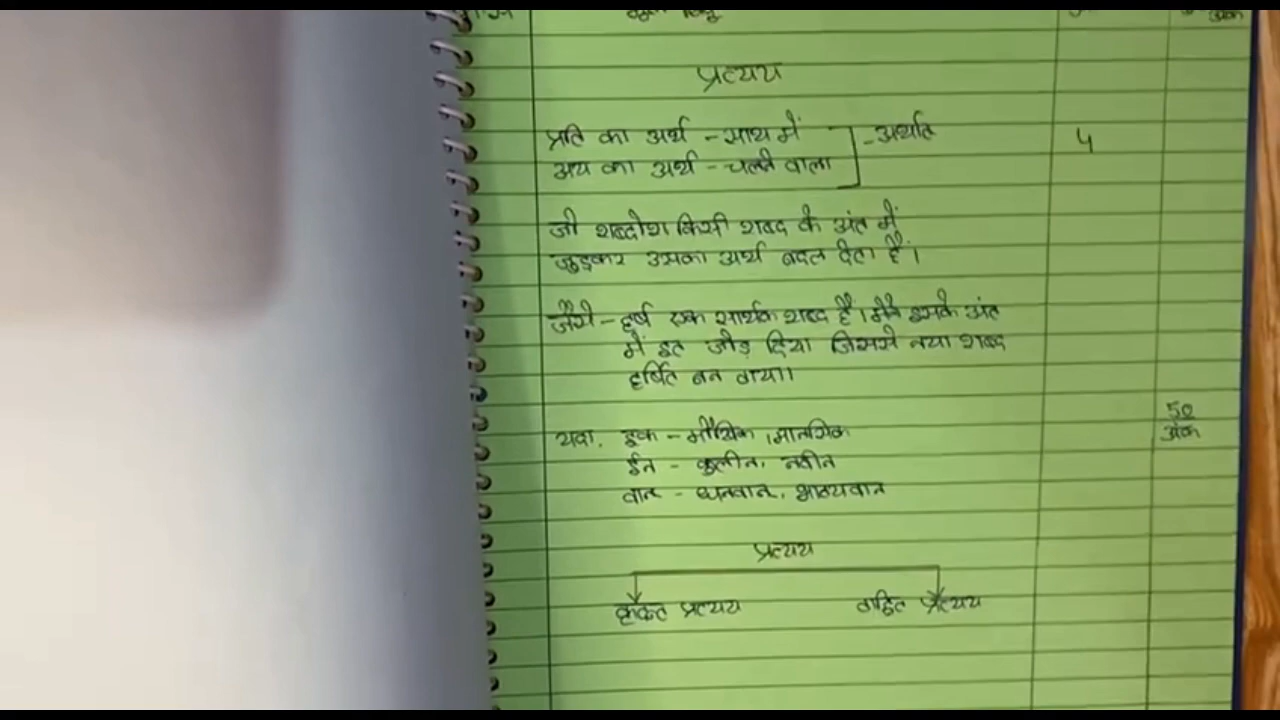 अंक
प्रत्यय
प्रति का अर्थ - साथ में - अर्थात 4
अय का अर्थ - चलने वाला
जो शब्दांश किसी शब्द के अंत में
जुड़कर उसका अर्थ बदल देता है।
जैसे - हर्ष एक सार्थक शब्द है। मैंने इसके अंत
में इत जोड़ दिया जिससे नया शब्द
हर्षित बन गया।
50
यथा. इक - मौखिक, मानसिक अंक
ईन - कुलीन, नवीन
वान - धनवान, भाग्यवान
प्रत्यय
प्रत्यय प्रत्यय